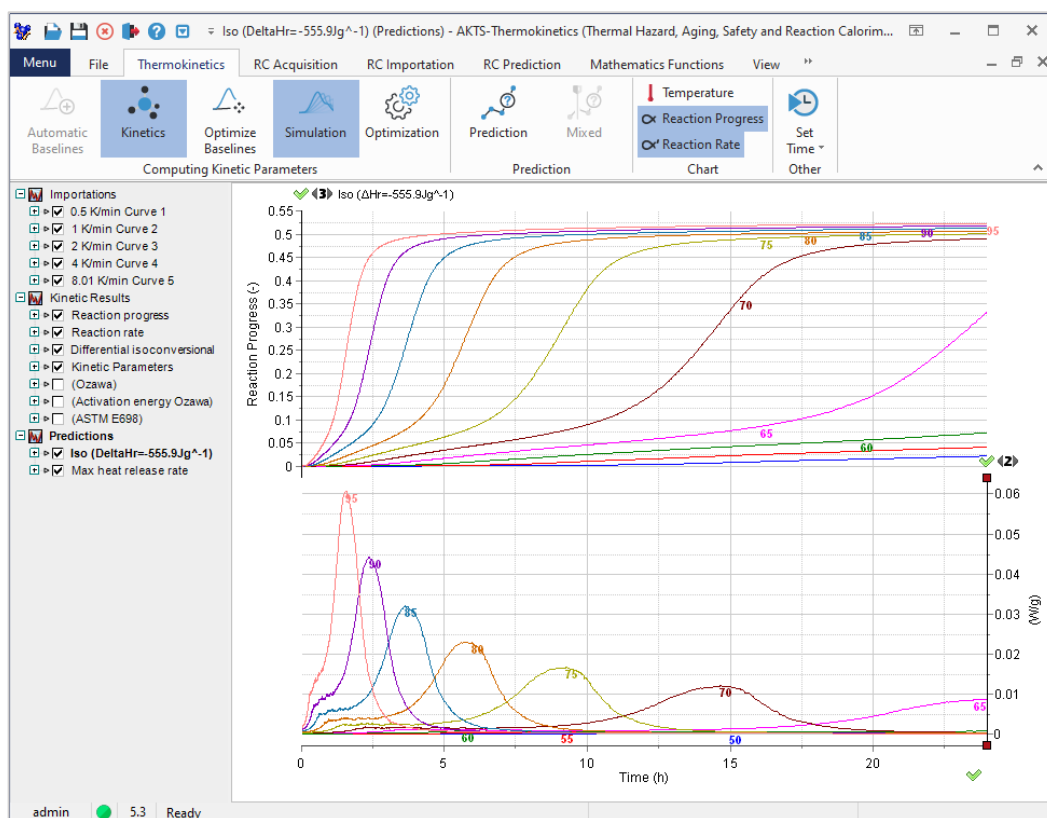 Iso (DeltaHr=-555.9Jg^-1) (Predictions) - AKTS-Thermokinetics (Thermal Hazard, Aging, Safety and Reaction Calorim...
Menu File Thermokinetics RC Acquisition RC Importation RC Prediction Mathematics Functions View
Automatic Baselines
Kinetics
Optimize Baselines
Simulation
Optimization
Prediction
Mixed
Temperature
α Reaction Progress
α' Reaction Rate
Set Time
Computing Kinetic Parameters Prediction Chart Other
Importations
0.5 K/min Curve 1
1 K/min Curve 2
2 K/min Curve 3
4 K/min Curve 4
8.01 K/min Curve 5
Kinetic Results
Reaction progress
Reaction rate
Differential isoconversional
Kinetic Parameters
(Ozawa)
(Activation energy Ozawa)
(ASTM E698)
Predictions
Iso (DeltaHr=-555.9Jg^-1)
Max heat release rate
(3) Iso (ΔHr=-555.9Jg^-1)
Reaction Progress (-)
0.55
0.5
0.45
0.4
0.35
0.3
0.25
0.2
0.15
0.1
0.05
0
95
90
85
80
75
70
65
60
(2)
0.06
0.05
0.04
0.03
0.02
0.01
0
(W/g)
95
90
85
80
75
70
65
60 55 50
0 5 10 15 20
Time (h)
admin 5.3 Ready